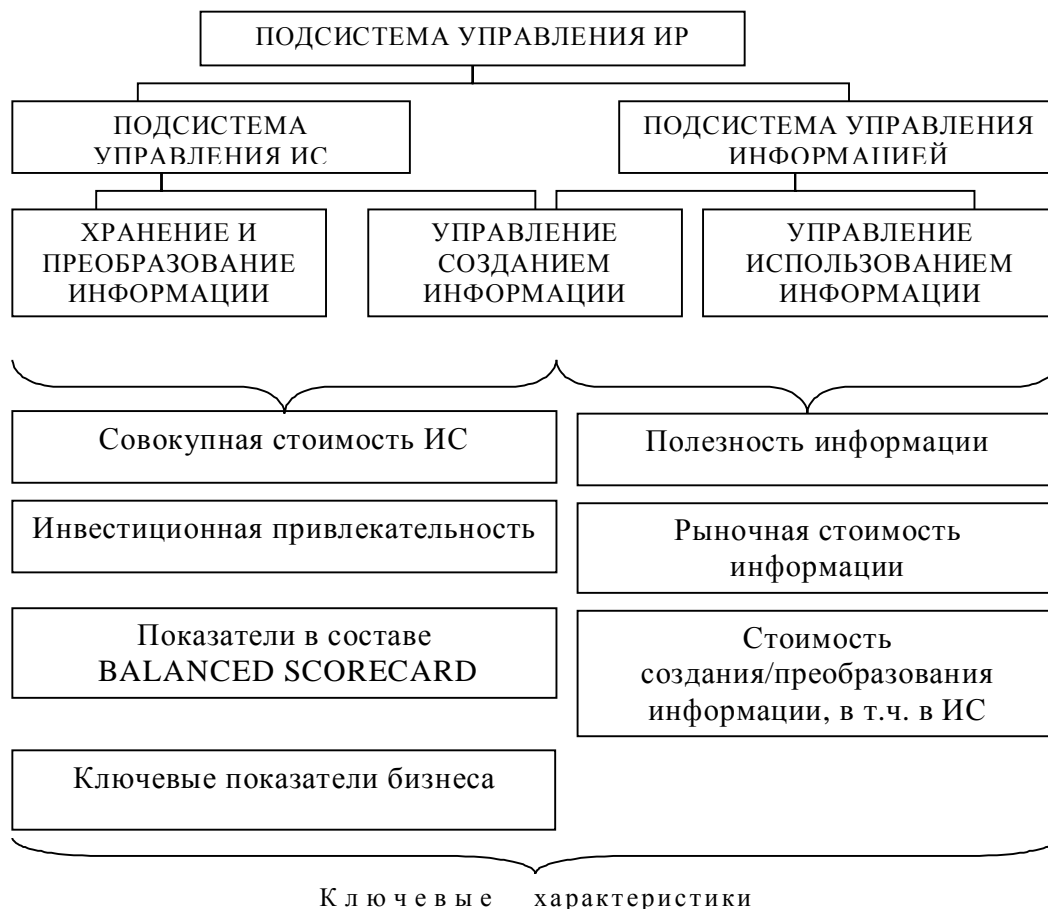 ПОДСИСТЕМА УПРАВЛЕНИЯ ИР
ПОДСИСТЕМА
УПРАВЛЕНИЯ ИС
ПОДСИСТЕМА УПРАВЛЕНИЯ
ИНФОРМАЦИЕЙ
ХРАНЕНИЕ И
ПРЕОБРАЗОВАНИЕ
ИНФОРМАЦИИ
УПРАВЛЕНИЕ
СОЗДАНИЕМ
ИНФОРМАЦИИ
УПРАВЛЕНИЕ
ИСПОЛЬЗОВАНИЕМ
ИНФОРМАЦИИ
Совокупная стоимость ИС
Инвестиционная привлекательность
Показатели в составе
BALANCED SCORECARD
Ключевые показатели бизнеса
Полезность информации
Рыночная стоимость
информации
Стоимость
создания/преобразования
информации, в т.ч. в ИС
Ключевые характеристики